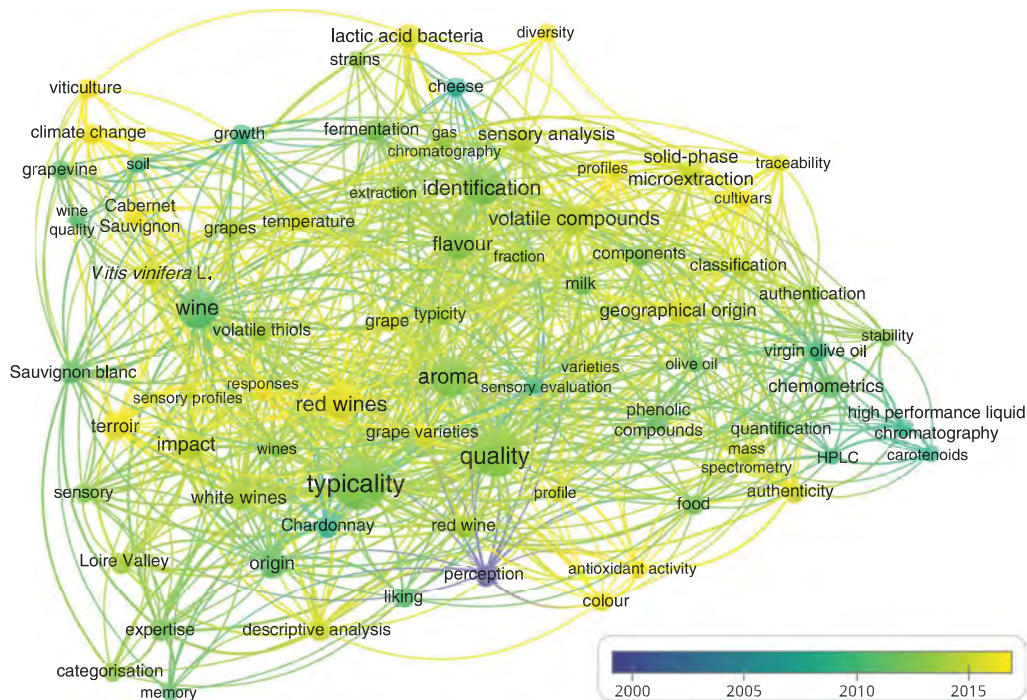 lactic acid bacteria
diversity
strains
viticulture
cheese
climate change
growth
fermentation
gas
chromatography
sensory analysis
grapevine
soil
profiles
solid-phase
microextraction
traceability
extraction
identification
cultivars
wine
quality
Cabernet
Sauvignon
grapes
temperature
volatile compounds
flavour
fraction
components
classification
Vitis vinifera L.
milk
authentication
wine
volatile thiols
grape
typicity
geographical origin
stability
Sauvignon blanc
responses
aroma
varieties
sensory evaluation
olive oil
virgin olive oil
sensory profiles
red wines
chemometrics
terroir
impact
wines
grape varieties
phenolic
compounds
quantification
high performance liquid
chromatography
quality
mass
spectrometry
HPLC
carotenoids
typicality
sensory
white wines
profile
food
authenticity
Chardonnay
red wine
Loire Valley
origin
perception
antioxidant activity
liking
colour
expertise
descriptive analysis
categorisation
memory
2000
2005
2010
2015